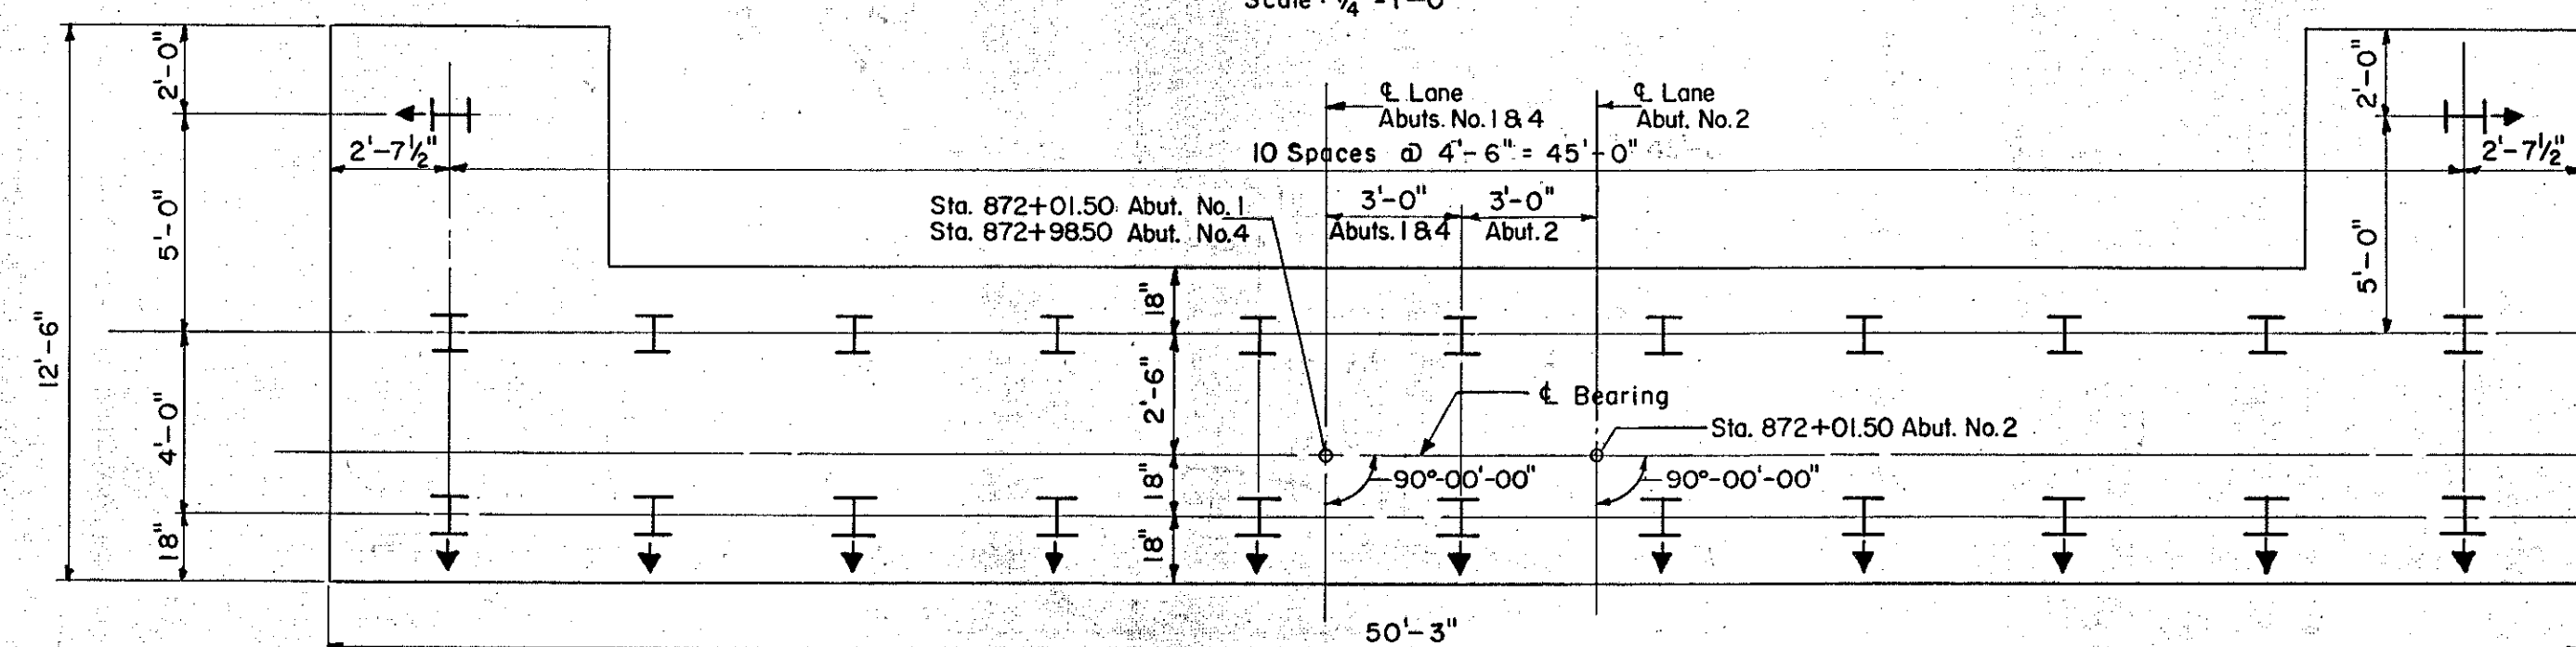 Scale · 1/4"=1'-0"
2'-0"
5'-0"
12'-6"
4'-0"
18"
2'-7½"
℄ Lane
Abuts. No. 1 & 4
℄ Lane
Abut. No. 2
10 Spaces @ 4'-6" = 45'-0"
Sta. 872+01.50 Abut. No. 1
Sta. 872+98.50 Abut. No. 4
3'-0"
Abuts. 1 & 4
3'-0"
Abut. 2
2'-0"
2'-7½"
5'-0"
18"
2'-6"
18"
18"
℄ Bearing
Sta. 872+01.50 Abut. No. 2
90°-00'-00"
90°-00'-00"
50'-3"